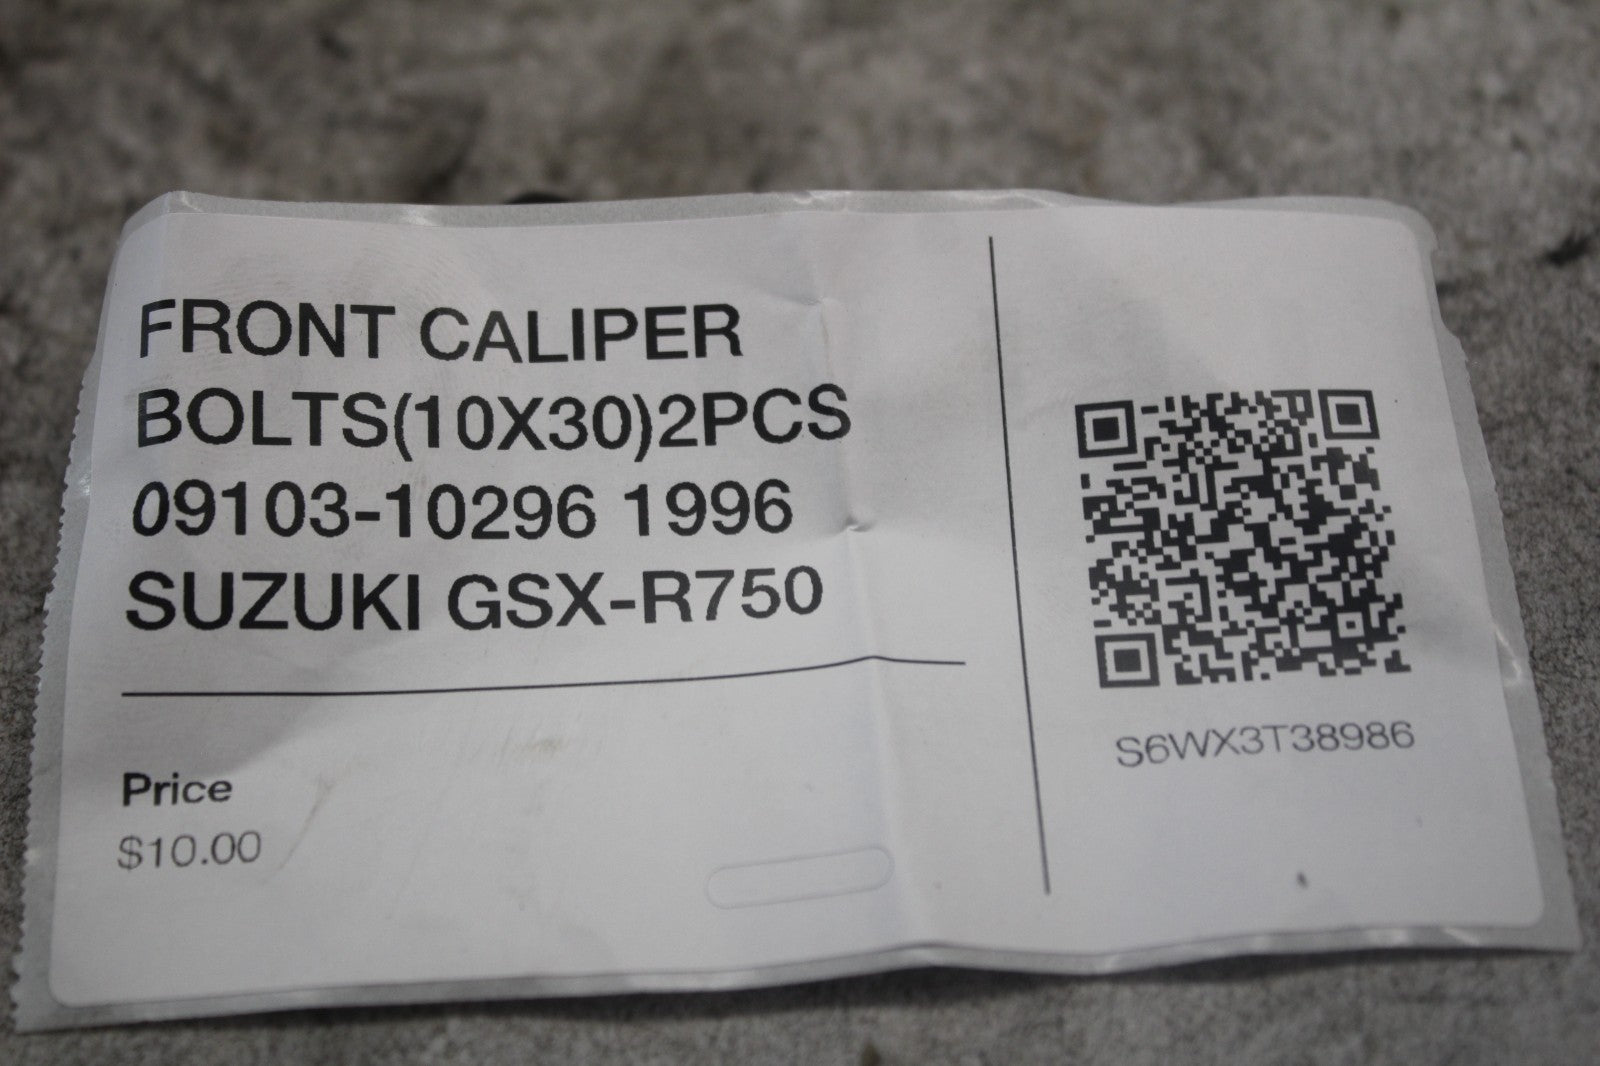 FRONT CALIPER
BOLTS(10X30)2PCS
09103-10296 1996
SUZUKI GSX-R750
Price
$10.00
S6WX3T38986